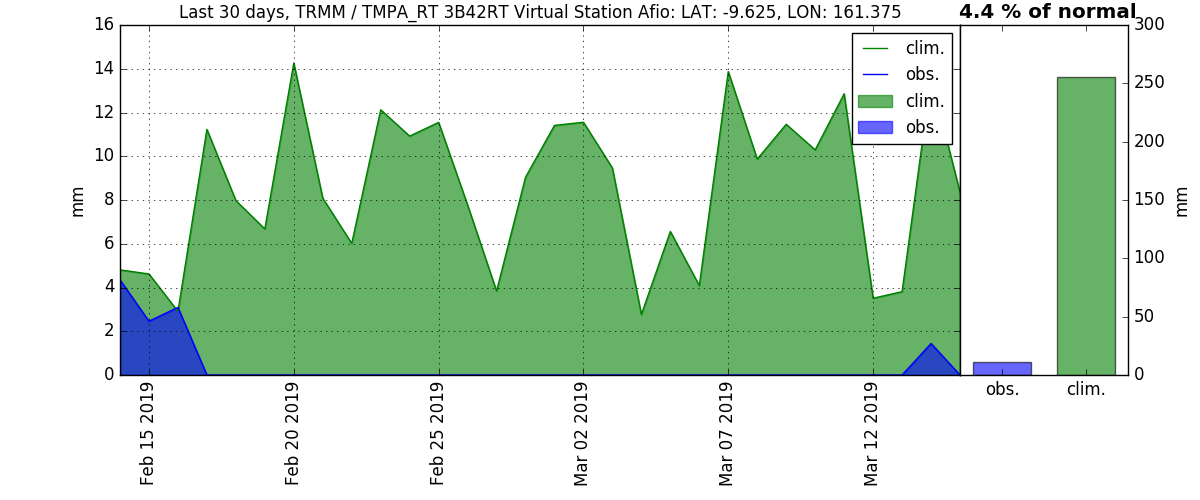 Last 30 days, TRMM / TMPA_RT 3B42RT Virtual Station Afio: LAT: -9.625, LON: 161.375
4.4 % of normal
16
14
12
10
8
6
4
2
0
mm
clim.
obs.
clim.
obs.
300
250
200
150
100
50
0
mm
Feb 15 2019
Feb 20 2019
Feb 25 2019
Mar 02 2019
Mar 07 2019
Mar 12 2019
obs.
clim.